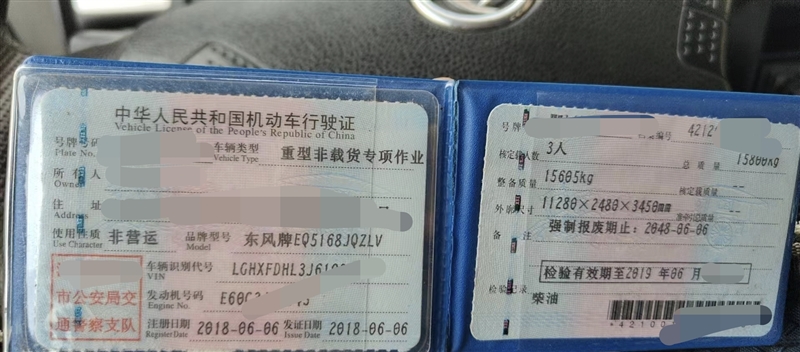 中华人民共和国机动车行驶证
Vehicle License of the People's Republic of China
号牌号码
Plate No.
车辆类型
Vehicle Type
重型非载货专项作业
所有人
Owner
住址
Address
使用性质
Use Character
非营运
品牌型号
Model
东风牌EQ5168JQZLV
车辆识别代号
VIN
LGHXFDHL3J6
发动机号码
Engine No.
E60
市公安局交
通警察支队
注册日期
Register Date
2018-06-06
发证日期
Issue Date
2018-06-06
号牌
编号
4212
核定载人数
3人
总质量
15800kg
整备质量
15605kg
核定载质量
--
外廓尺寸
11280×2480×3450mm
备注
强制报废期止:2048-06-06
检验记录
检验有效期至2019年06月
柴油
*42100